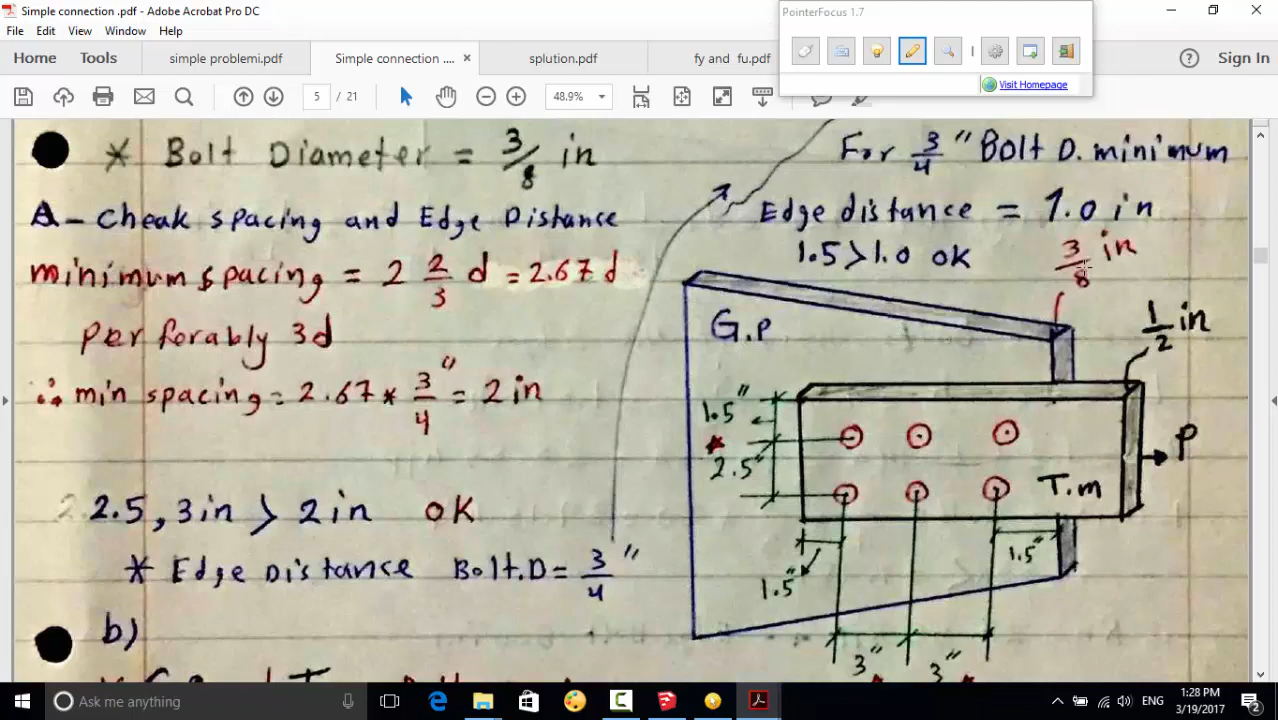 Simple connection .pdf - Adobe Acrobat Pro DC
PointerFocus 1.7
File Edit View Window Help
Home Tools simple problemi.pdf Simple connection .... × splution.pdf fy and fu.pdf Sign In
Visit Homepage
5 / 21 48.9%
* Bolt Diameter = 3/8 in
A - Cheak spacing and Edge Distance
minimum spacing = 2 2/3 d = 2.67 d
perforably 3d
∴ min spacing = 2.67 * 3/4" = 2 in
2.5, 3in > 2 in OK
* Edge Distance Bolt.D = 3/4"
b)
For 3/4" Bolt D. minimum
Edge distance = 1.0 in
1.5 > 1.0 ok
3/8 in
G.P
1/2 in
1.5"
*
2.5"
P
T.m
1.5"
1.5"
3" 3"
Ask me anything
ENG
1:28 PM
3/19/2017
2